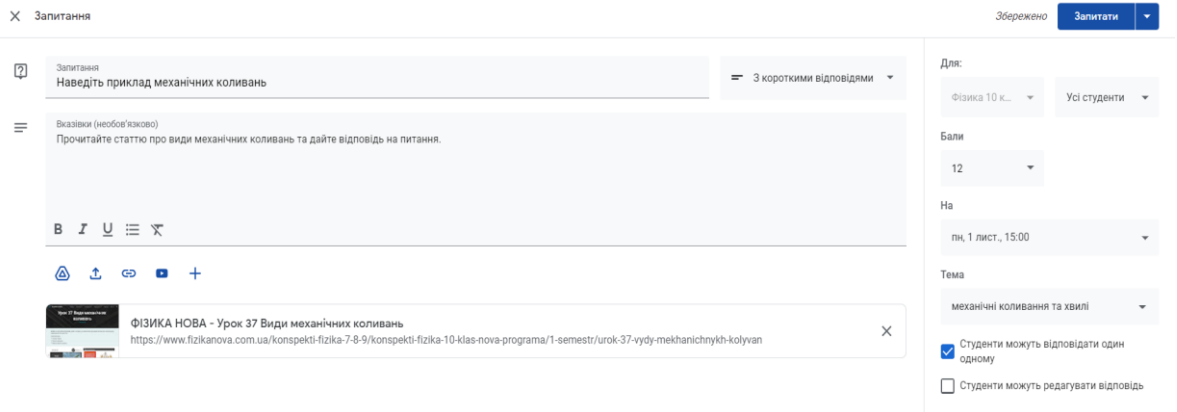 Запитання
Збережено
Запитати
Запитання
Наведіть приклад механічних коливань
З короткими відповідями
Вказівки (необов'язково)
Прочитайте статтю про види механічних коливань та дайте відповідь на питання.
B I U
ФІЗИКА НОВА - Урок 37 Види механічних коливань
https://www.fizikanova.com.ua/konspekti-fizika-7-8-9/konspekti-fizika-10-klas-nova-programa/1-semestr/urok-37-vydy-mekhanichnykh-kolyvan
Для:
Фізика 10 к...
Усі студенти
Бали
12
На
пн, 1 лист., 15:00
Тема
механічні коливання та хвилі
Студенти можуть відповідати один
одному
Студенти можуть редагувати відповідь